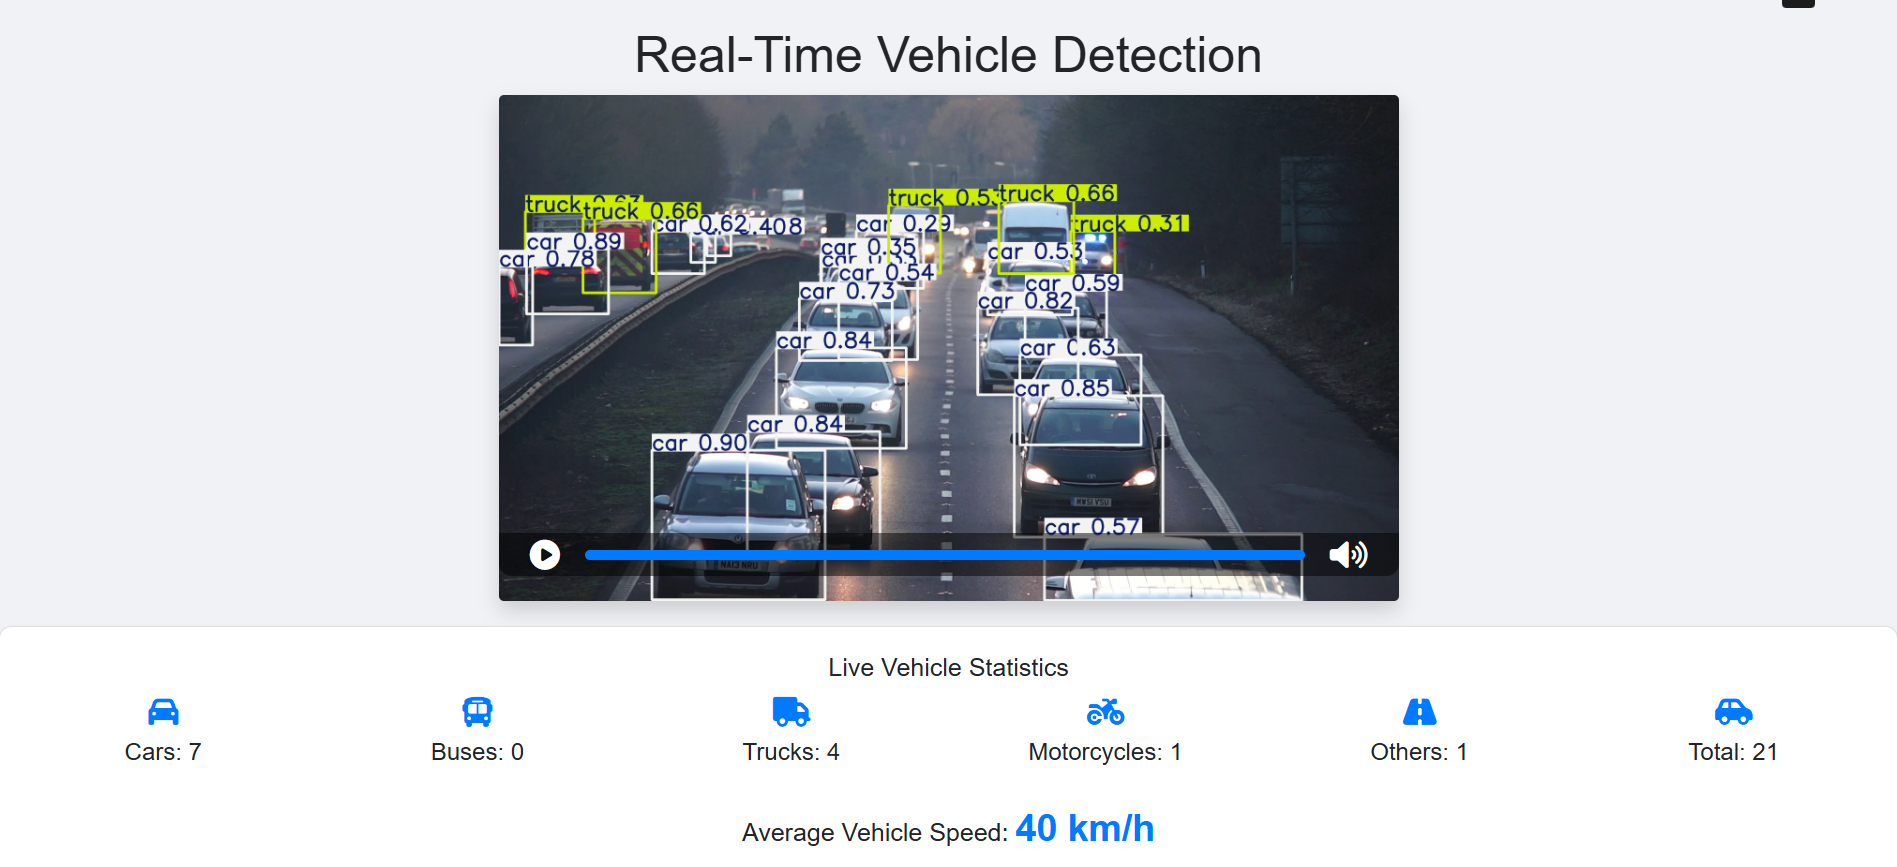 Real-Time Vehicle Detection
truck 0.66
truck
truck 0.66
truck 0.5
truck 0.31
car 0.62
.408
car 0.29
car 0.89
car 0.78
car 0.35
car 0.53
car 0.54
car 0.59
car 0.73
car 0.82
car 0.84
car 0.63
car 0.85
car 0.84
car 0.90
car 0.57
NA13 NRU
Live Vehicle Statistics
Cars: 7
Buses: 0
Trucks: 4
Motorcycles: 1
Others: 1
Total: 21
Average Vehicle Speed: 40 km/h